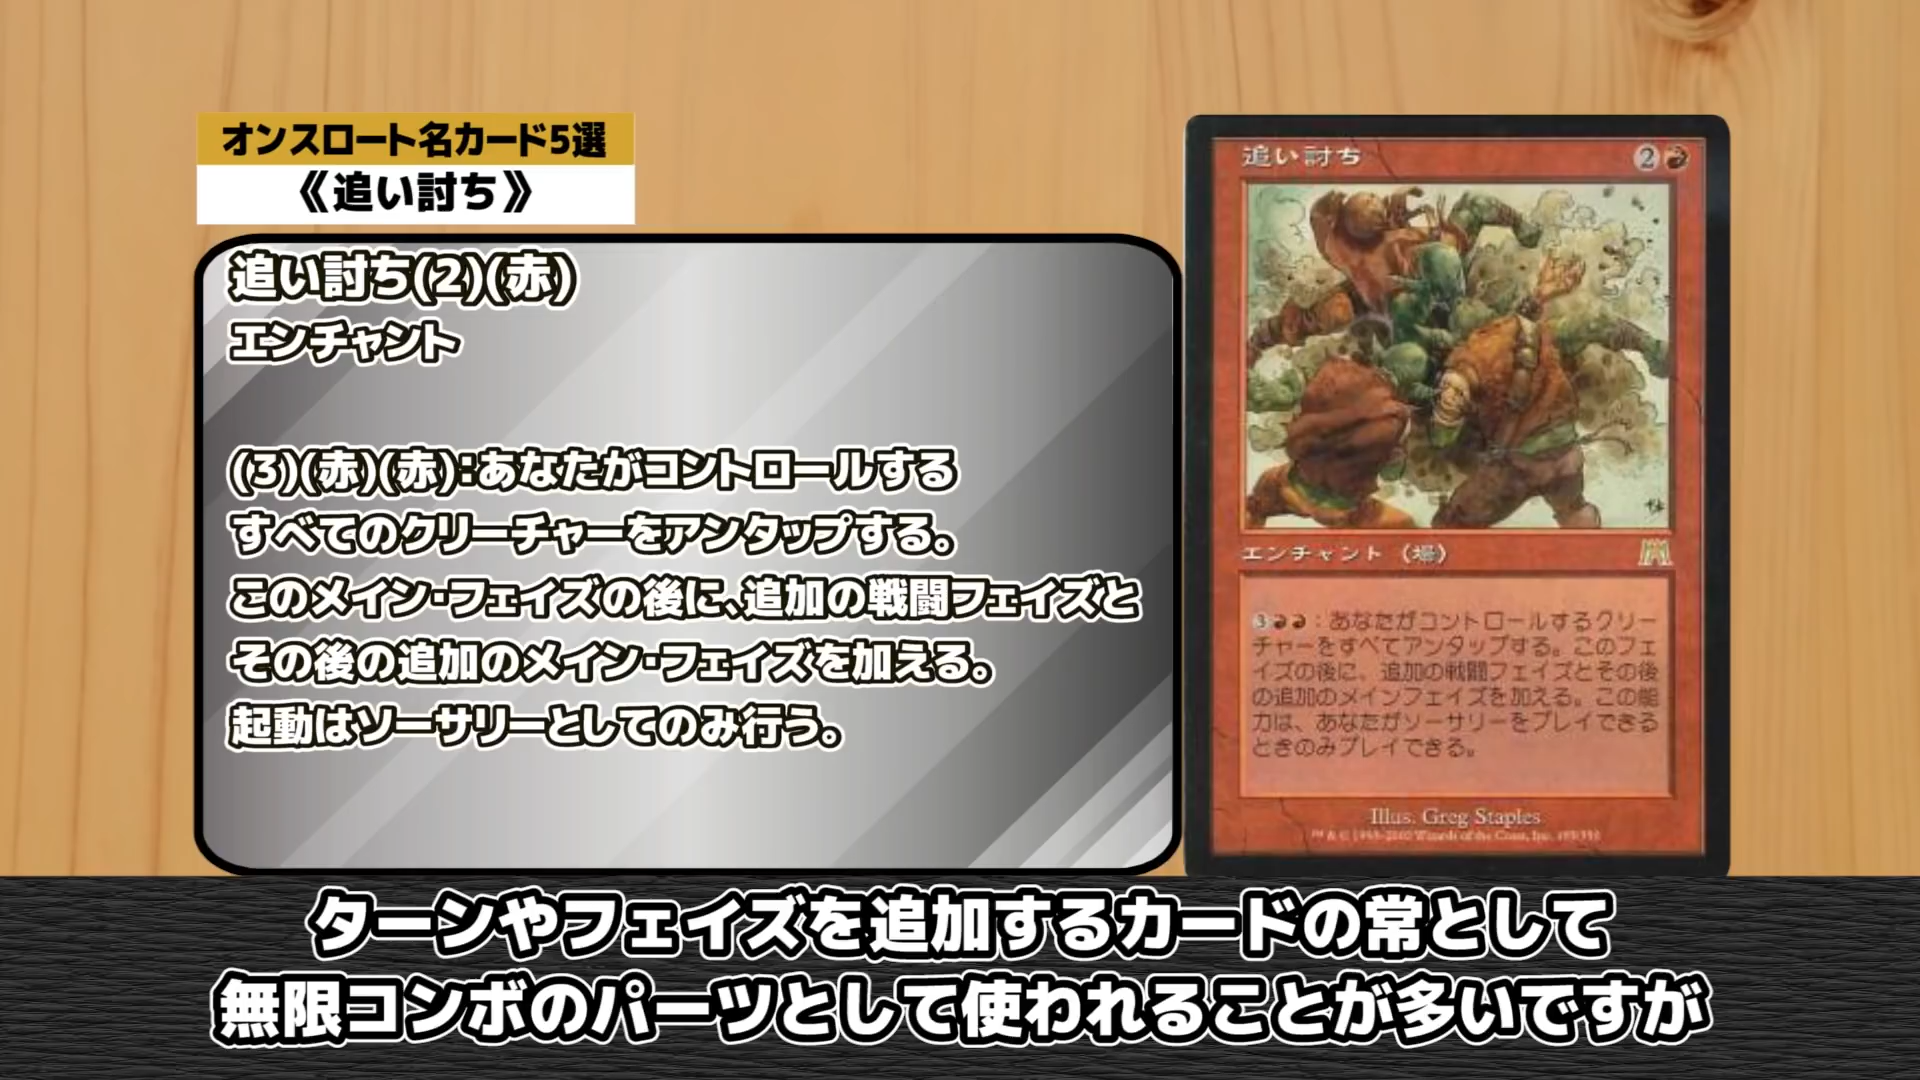 オンスロート名カード5選
《追い討ち》
追い討ち(2)(赤)
エンチャント
(3)(赤)(赤):あなたがコントロールする
すべてのクリーチャーをアンタップする。
このメイン・フェイズの後に、追加の戦闘フェイズと
その後の追加のメイン・フェイズを加える。
起動はソーサリーとしてのみ行う。
追い討ち 2
エンチャント（場）
3：あなたがコントロールするクリー
チャーをすべてアンタップする。このフェ
イズの後に、追加の戦闘フェイズとその後
の追加のメインフェイズを加える。この能
力は、あなたがソーサリーをプレイできる
ときのみプレイできる。
Illus. Greg Staples
ターンやフェイズを追加するカードの常として
無限コンボのパーツとして使われることが多いですが